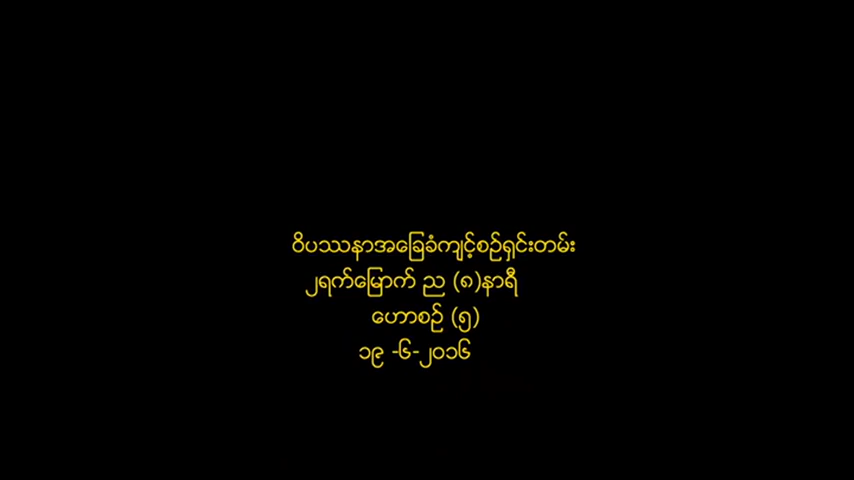 ဝိပဿနာအခြေခံကျင့်စဉ်ရှင်းတမ်း
၂ရက်မြောက် ည (၈)နာရီ
ဟောစဉ် (၅)
၁၉ -၆-၂၀၁၆